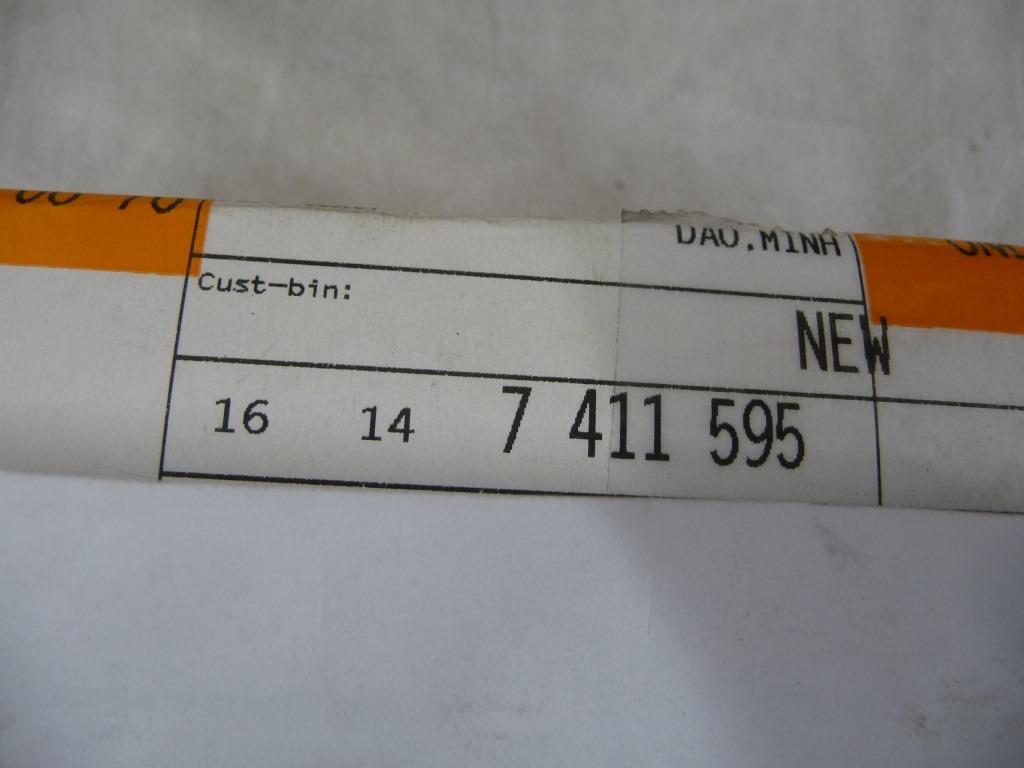 DAO,MINH
Cust-bin:
NEW
16 14 7 411 595